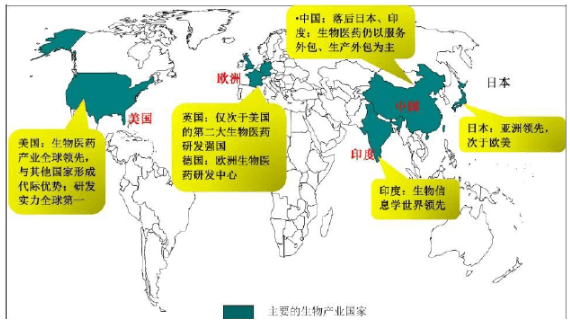 •中国：落后日本、印
度；生物医药仍以服务
外包、生产外包为主
欧洲
日本
中国
美国
英国：仅次于美国
的第二大生物医药
研发强国
德国：欧洲生物医
药研发中心
日本：亚洲领先，
次于欧美
美国：生物医药
产业全球领先，
与其他国家形成
代际优势；研发
实力全球第一
印度
印度：生物信
息学世界领先
主要的生物产业国家